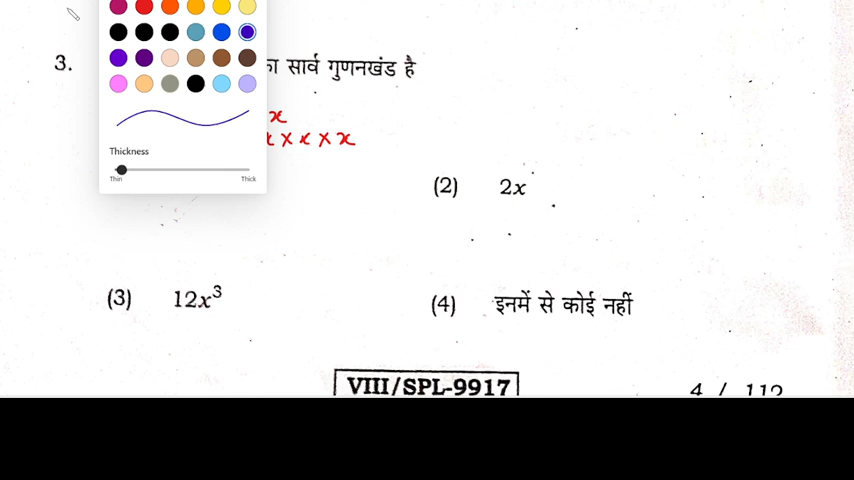 3. सार्व गुणनखंड है
x
x × x × x
Thickness
Thin Thick
(2) 2x
(3) 12x³
(4) इनमें से कोई नहीं
VIII/SPL-9917
4 / 112